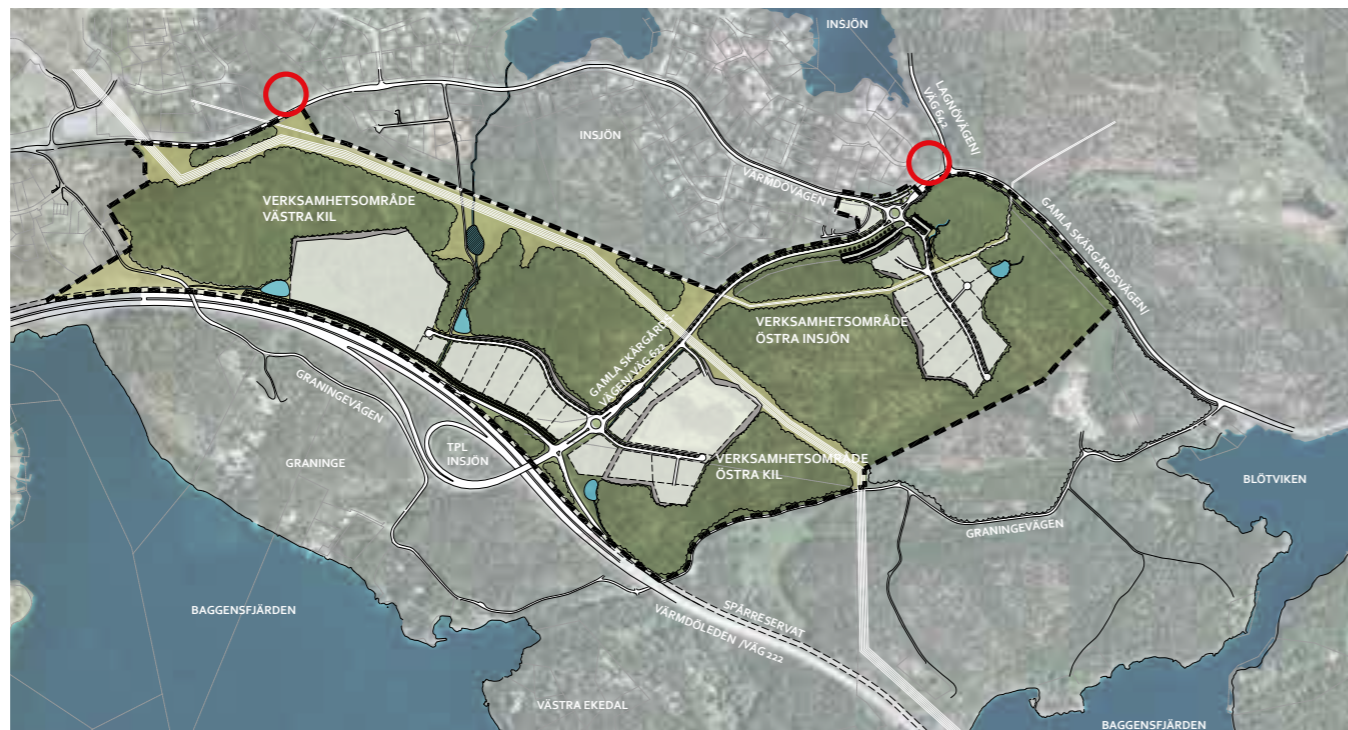 INSJÖN
LAGNÖVÄGEN/
VÄG 642
INSJÖN
VÄRMDÖVÄGEN
VERKSAMHETSOMRÅDE
VÄSTRA KIL
GAMLA SKÄRGÅRDSVÄGEN/
VERKSAMHETSOMRÅDE
ÖSTRA INSJÖN
GAMLA SKÄRGÅRDS
VÄGEN/VÄG 622
GRANINGEVÄGEN
TPL
INSJÖN
GRANINGE
VERKSAMHETSOMRÅDE
ÖSTRA KIL
BLÖTVIKEN
GRANINGEVÄGEN
BAGGENSFJÄRDEN
SPÅRRESERVAT
VÄRMDÖLEDEN /VÄG 222
VÄSTRA EKEDAL
BAGGENSFJÄRDEN